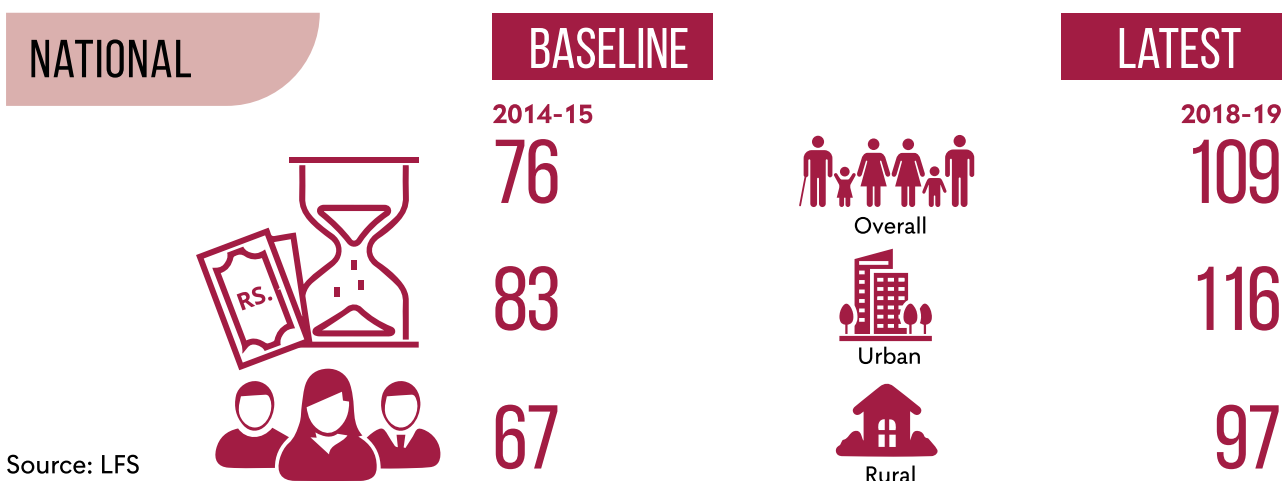 NATIONAL
BASELINE
LATEST
2014-15
2018-19
76
109
Overall
RS.
83
116
Urban
67
97
Rural
Source: LFS